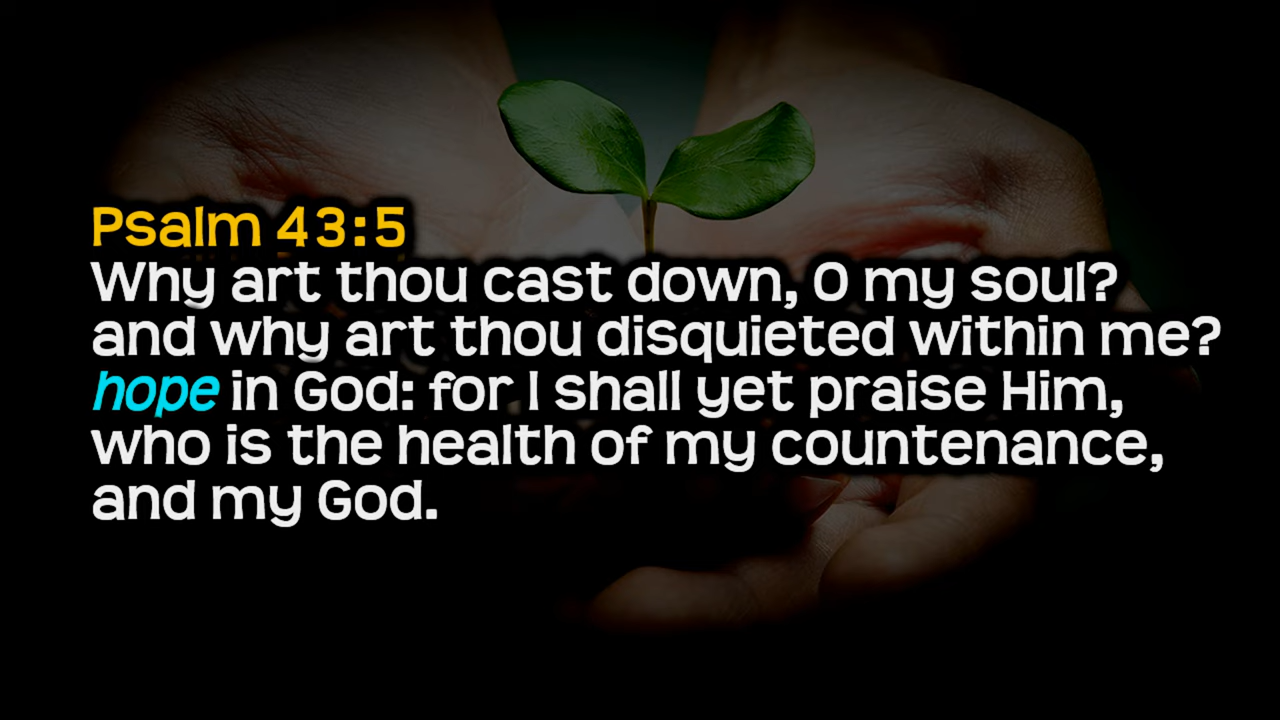 Psalm 43:5
Why art thou cast down, O my soul?
and why art thou disquieted within me?
hope in God: for I shall yet praise Him,
who is the health of my countenance,
and my God.